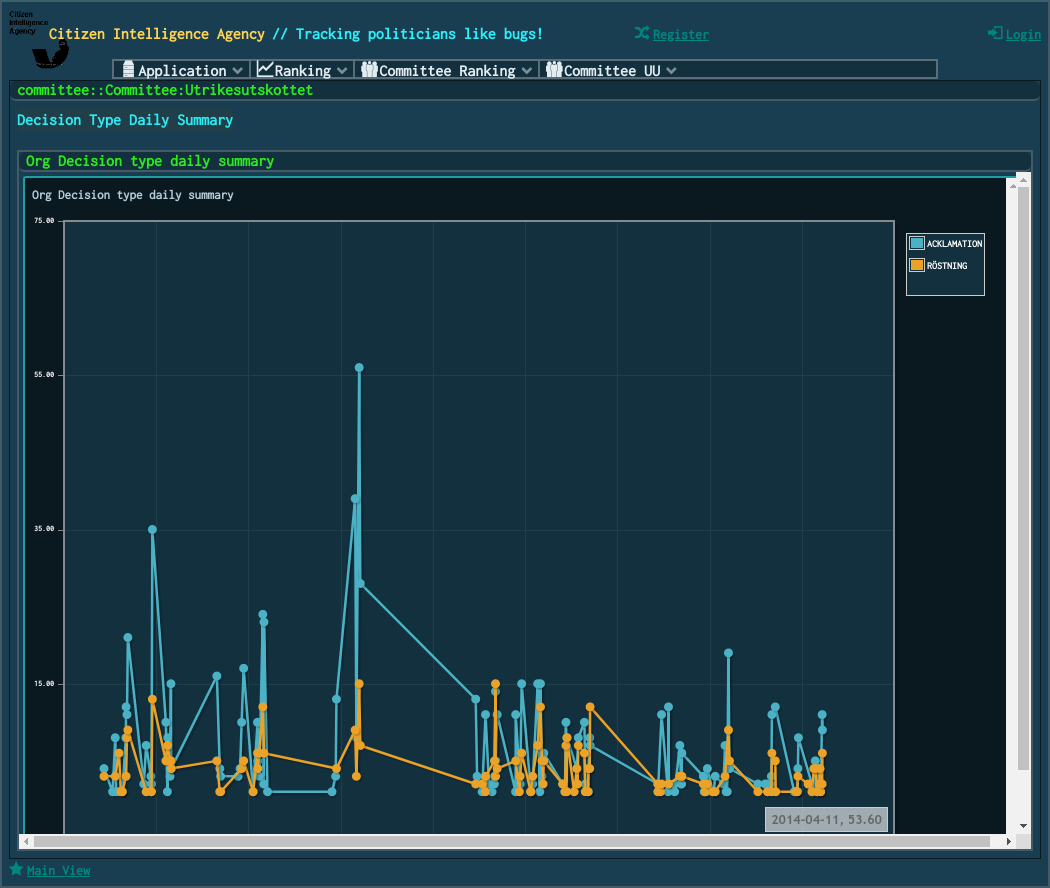 Citizen
Intelligence
Agency
Citizen Intelligence Agency // Tracking politicians like bugs!
Register
Login
Application
Ranking
Committee Ranking
Committee UU
committee::Committee:Utrikesutskottet
Decision Type Daily Summary
Org Decision type daily summary
Org Decision type daily summary
75.00
55.00
35.00
15.00
ACKLAMATION
RÖSTNING
2014-04-11, 53.60
Main View